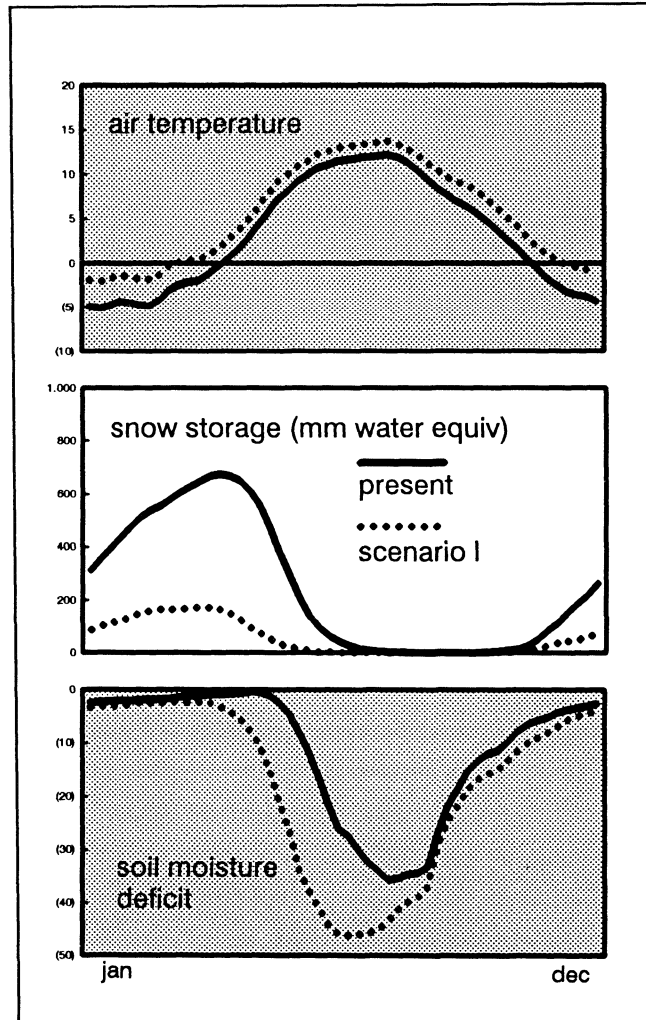 20
air temperature
15
10
5
0
(5)
(10)
1.000
snow storage (mm water equiv)
800
present
600
scenario I
400
200
0
0
(10)
(20)
(30)
soil moisture
deficit
(40)
(50)
jan
dec